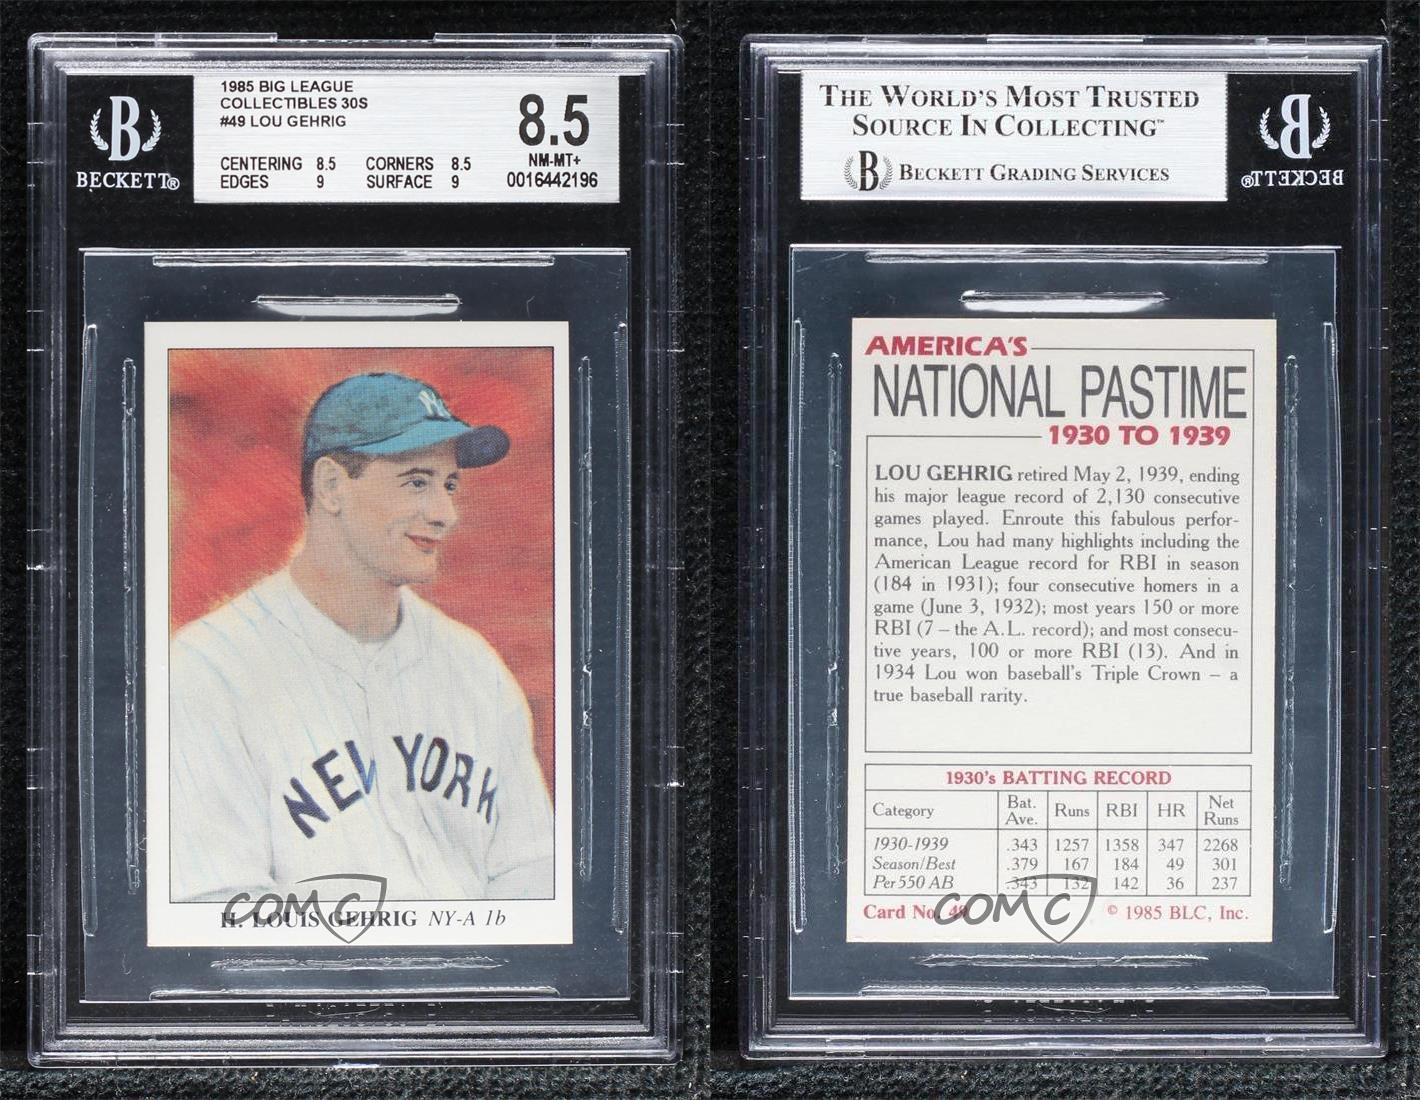 1985 BIG LEAGUE
COLLECTIBLES 30S
#49 LOU GEHRIG
8.5
CENTERING 8.5 CORNERS 8.5
NM-MT+
EDGES 9 SURFACE 9
0016442196
B
BECKETT®
NY
NEW YORK
H. LOUIS GEHRIG NY-A 1b
COMC
THE WORLD'S MOST TRUSTED
SOURCE IN COLLECTING™
B BECKETT GRADING SERVICES
B
BECKETT®
AMERICA'S
NATIONAL PASTIME
1930 TO 1939
LOU GEHRIG retired May 2, 1939, ending
his major league record of 2,130 consecutive
games played. Enroute this fabulous perfor-
mance, Lou had many highlights including the
American League record for RBI in season
(184 in 1931); four consecutive homers in a
game (June 3, 1932); most years 150 or more
RBI (7 – the A.L. record); and most consecu-
tive years, 100 or more RBI (13). And in
1934 Lou won baseball's Triple Crown – a
true baseball rarity.
1930's BATTING RECORD
Category Bat. Ave. Runs RBI HR Net Runs
1930-1939 .343 1257 1358 347 2268
Season/Best .379 167 184 49 301
Per 550 AB .343 132 142 36 237
Card No. 49 © 1985 BLC, Inc.
COMC